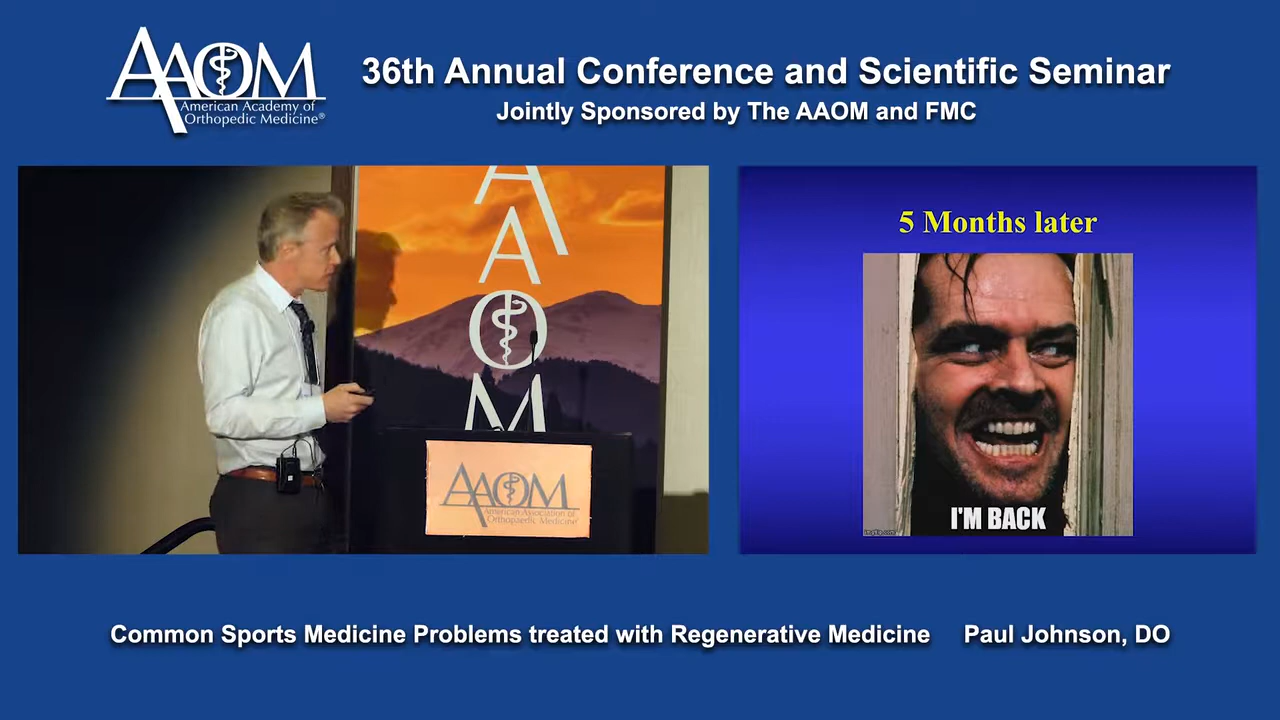 AAOM
American Academy of
Orthopedic Medicine®
36th Annual Conference and Scientific Seminar
Jointly Sponsored by The AAOM and FMC
A
A
O
M
AAOM
American Association of
Orthopaedic Medicine
5 Months later
I'M BACK
imgflip.com
Common Sports Medicine Problems treated with Regenerative Medicine
Paul Johnson, DO